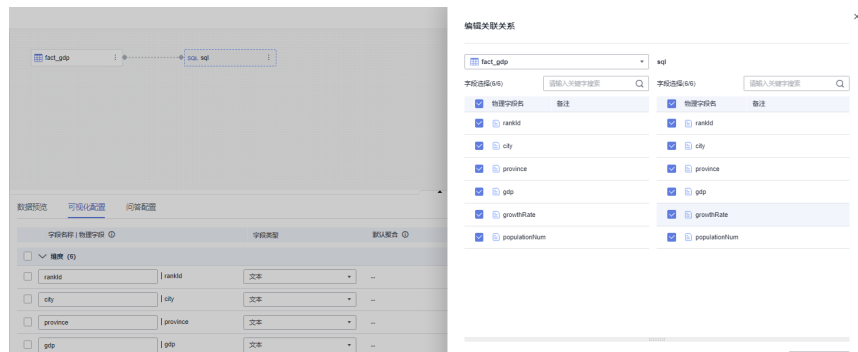 fact_gdp
SQL sql
数据预览 可视化配置 问答配置
字段名称 | 物理字段 字段类型 默认聚合
维度 (6)
rankId | rankId 文本 --
city | city 文本 --
province | province 文本 --
gdp | gdp 文本 --
编辑关联关系
fact_gdp sql
字段选择(6/6) 请输入关键字搜索 字段选择(6/6) 请输入关键字搜索
物理字段名 备注 物理字段名 备注
rankId rankId
city city
province province
gdp gdp
growthRate growthRate
populationNum populationNum